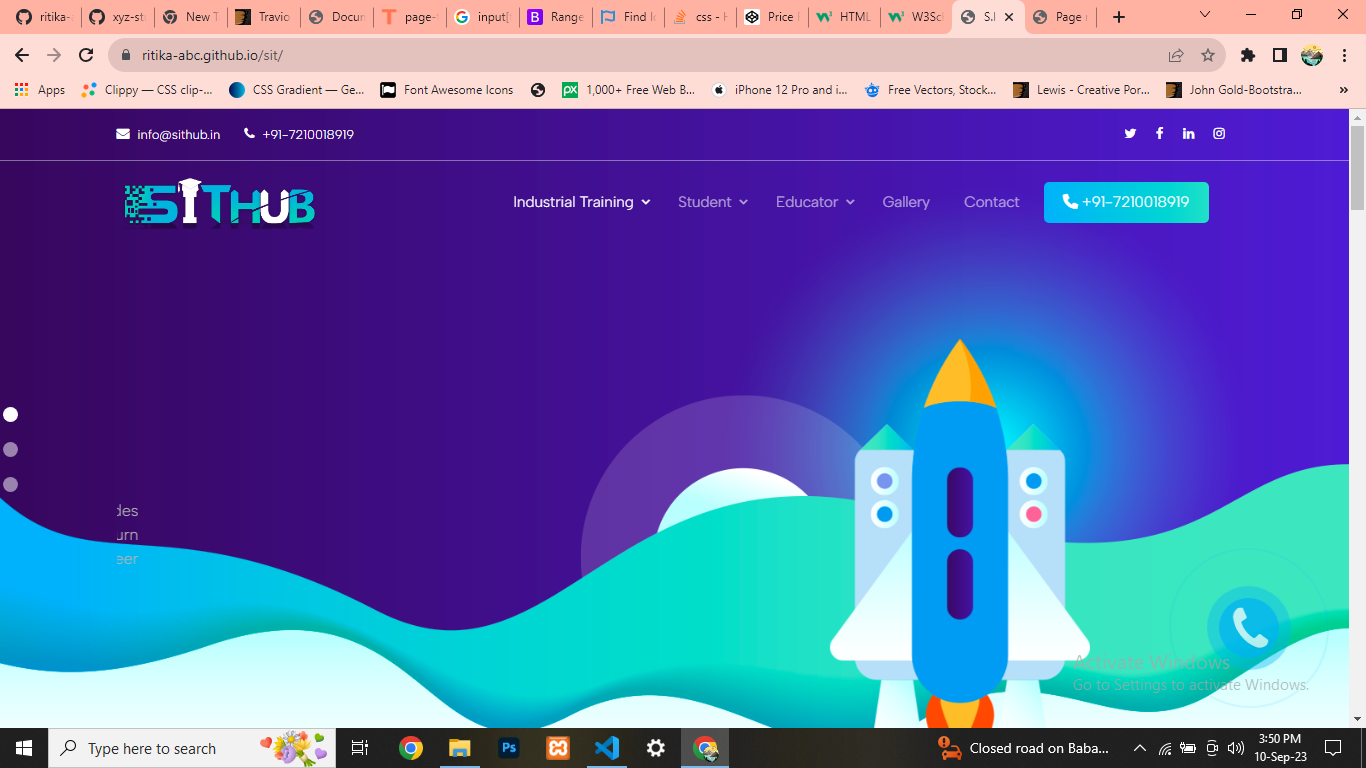 ritika-
xyz-st
New T
Travio
Docur
page-
input[
Range
Find Ic
css - H
Price
HTML
W3Sc
S.I
Page
ritika-abc.github.io/sit/
Apps
Clippy — CSS clip-...
CSS Gradient — Ge...
Font Awesome Icons
1,000+ Free Web B...
iPhone 12 Pro and i...
Free Vectors, Stock...
Lewis - Creative Por...
John Gold-Bootstra...
info@sithub.in +91-7210018919
SITHUB
Industrial Training Student Educator Gallery Contact +91-7210018919
des
urn
eer
Activate Windows
Go to Settings to activate Windows.
Type here to search
Ps
Closed road on Baba...
3:50 PM
10-Sep-23